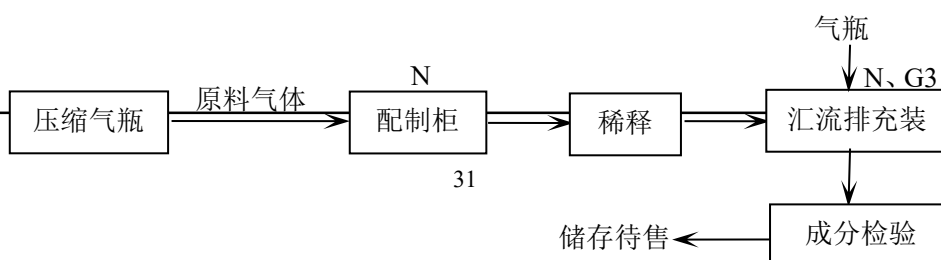 气瓶
N
N、G3
原料气体
压缩气瓶
配制柜
稀释
汇流排充装
31
储存待售
成分检验